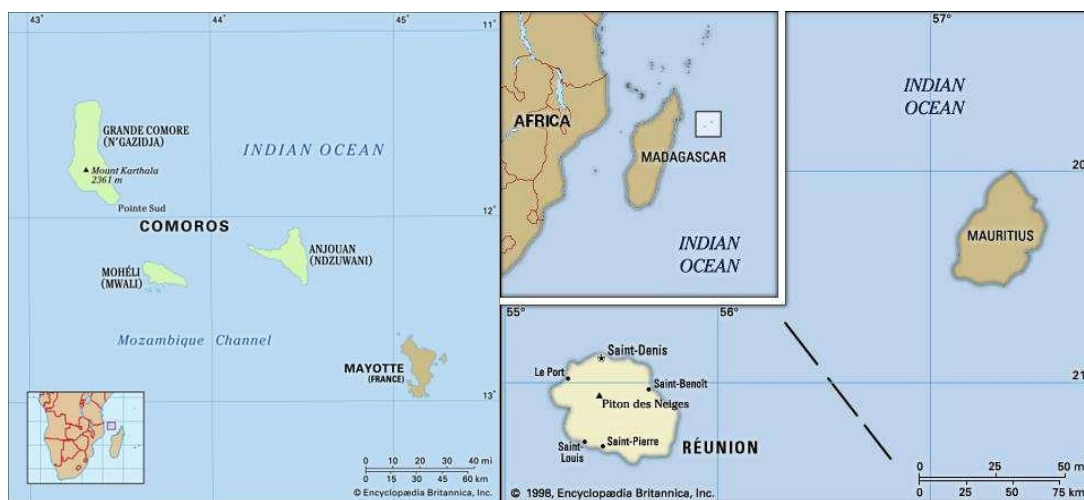 43°
44°
45°
11°
GRANDE COMORE
(N'GAZIDJA)
Mount Karthala
2361 m
INDIAN OCEAN
Pointe Sud
12°
COMOROS
ANJOUAN
(NDZUWANI)
MOHÉLI
(MWALI)
Mozambique Channel
MAYOTTE
(FRANCE)
13°
0 10 20 30 40 mi
0 20 40 60 km
© Encyclopædia Britannica, Inc.
AFRICA
MADAGASCAR
INDIAN
OCEAN
57°
INDIAN
OCEAN
20°
MAURITIUS
55°
56°
Saint-Denis
Le Port
Saint-Benoît
21°
Piton des Neiges
Saint-
Louis
Saint-Pierre
RÉUNION
0 25 50 m
0 25 50 75 km
© 1998, Encyclopædia Britannica, Inc.